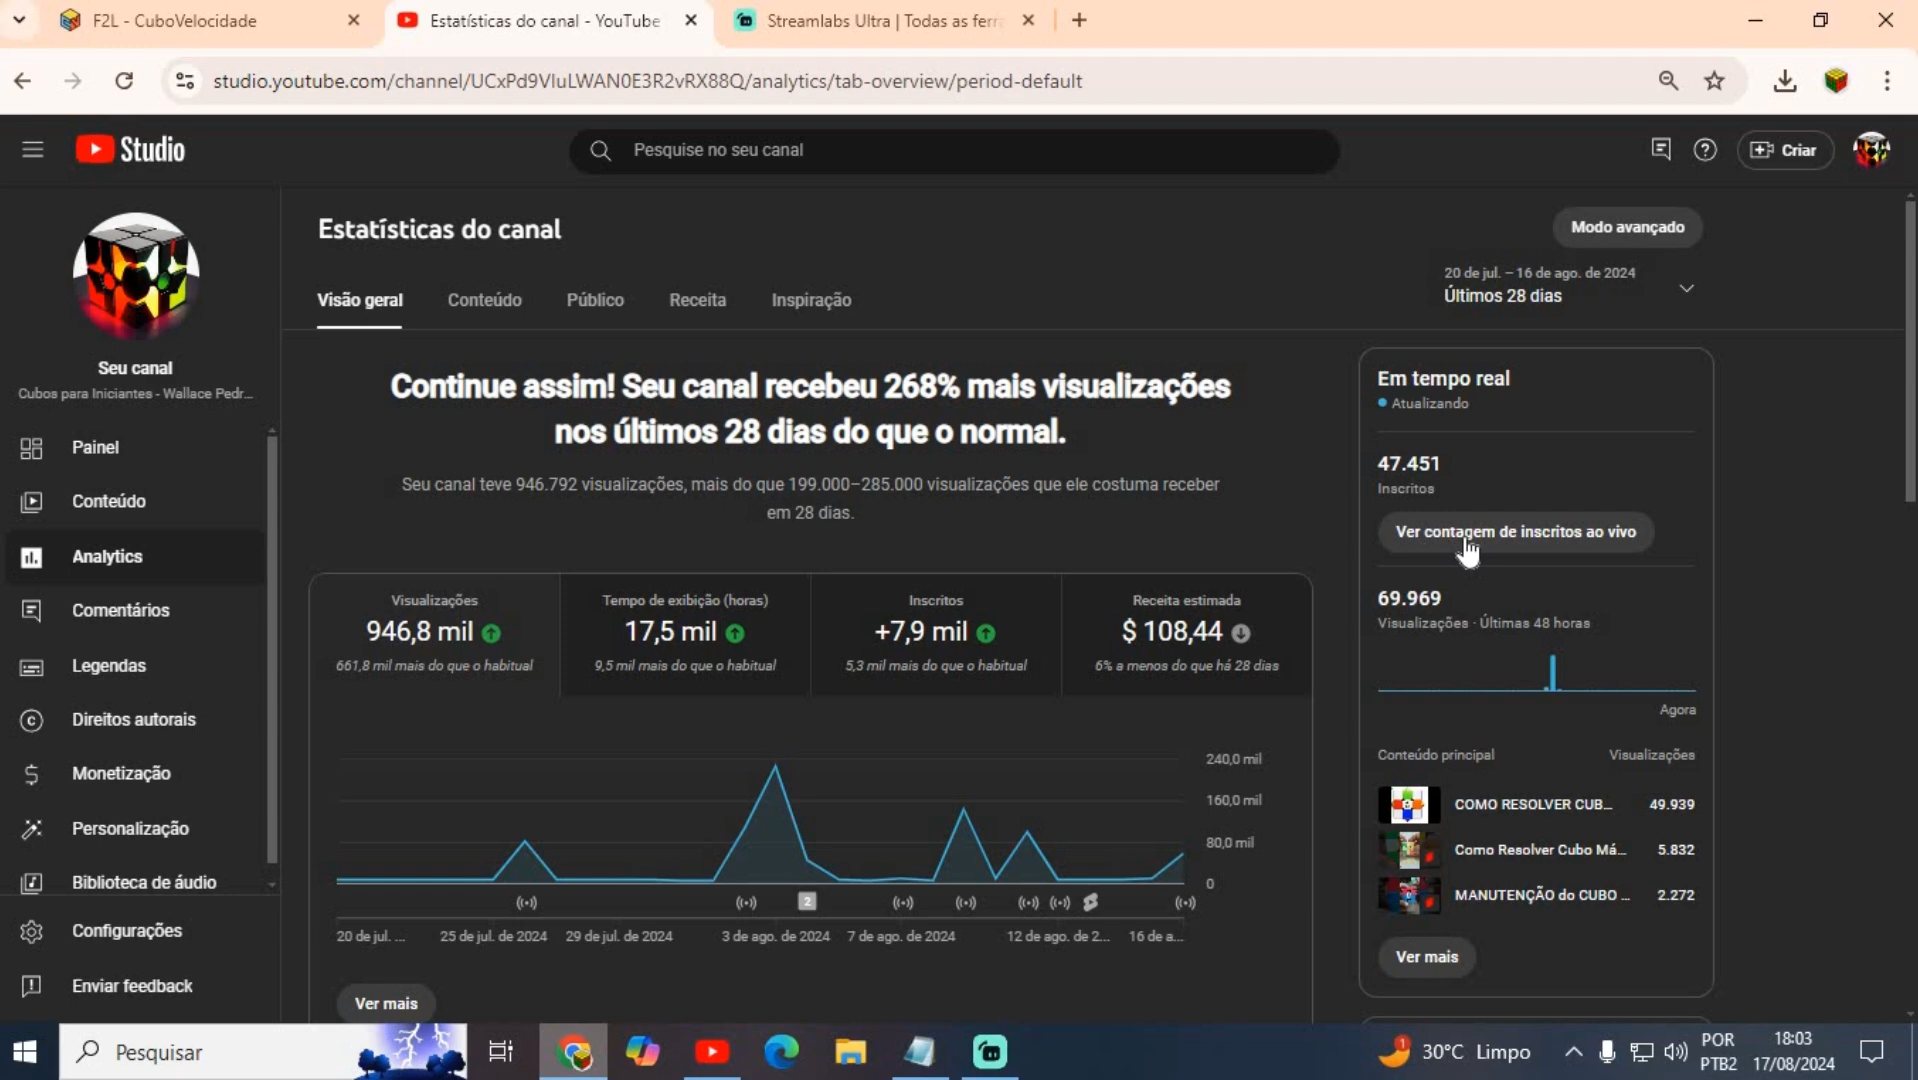 F2L - CuboVelocidade
Estatísticas do canal - YouTube
Streamlabs Ultra | Todas as ferr
studio.youtube.com/channel/UCxPd9VIuLWAN0E3R2vRX88Q/analytics/tab-overview/period-default
Studio
Pesquise no seu canal
Criar
Seu canal
Cubos para Iniciantes - Wallace Pedr...
Painel
Conteúdo
Analytics
Comentários
Legendas
Direitos autorais
Monetização
Personalização
Biblioteca de áudio
Configurações
Enviar feedback
Estatísticas do canal
Modo avançado
Visão geral
Conteúdo
Público
Receita
Inspiração
20 de jul. – 16 de ago. de 2024
Últimos 28 dias
Continue assim! Seu canal recebeu 268% mais visualizações
nos últimos 28 dias do que o normal.
Seu canal teve 946.792 visualizações, mais do que 199.000–285.000 visualizações que ele costuma receber
em 28 dias.
Visualizações
946,8 mil
661,8 mil mais do que o habitual
Tempo de exibição (horas)
17,5 mil
9,5 mil mais do que o habitual
Inscritos
+7,9 mil
5,3 mil mais do que o habitual
Receita estimada
$ 108,44
6% a menos do que há 28 dias
240,0 mil
160,0 mil
80,0 mil
0
2
20 de jul. ...
25 de jul. de 2024
29 de jul. de 2024
3 de ago. de 2024
7 de ago. de 2024
12 de ago. de 2...
16 de a...
Ver mais
Em tempo real
Atualizando
47.451
Inscritos
Ver contagem de inscritos ao vivo
69.969
Visualizações · Últimas 48 horas
Agora
Conteúdo principal
Visualizações
COMO RESOLVER CUB...
49.939
Como Resolver Cubo Má...
5.832
MANUTENÇÃO do CUBO ...
2.272
Ver mais
Pesquisar
1
30°C Limpo
POR
PTB2
18:03
17/08/2024